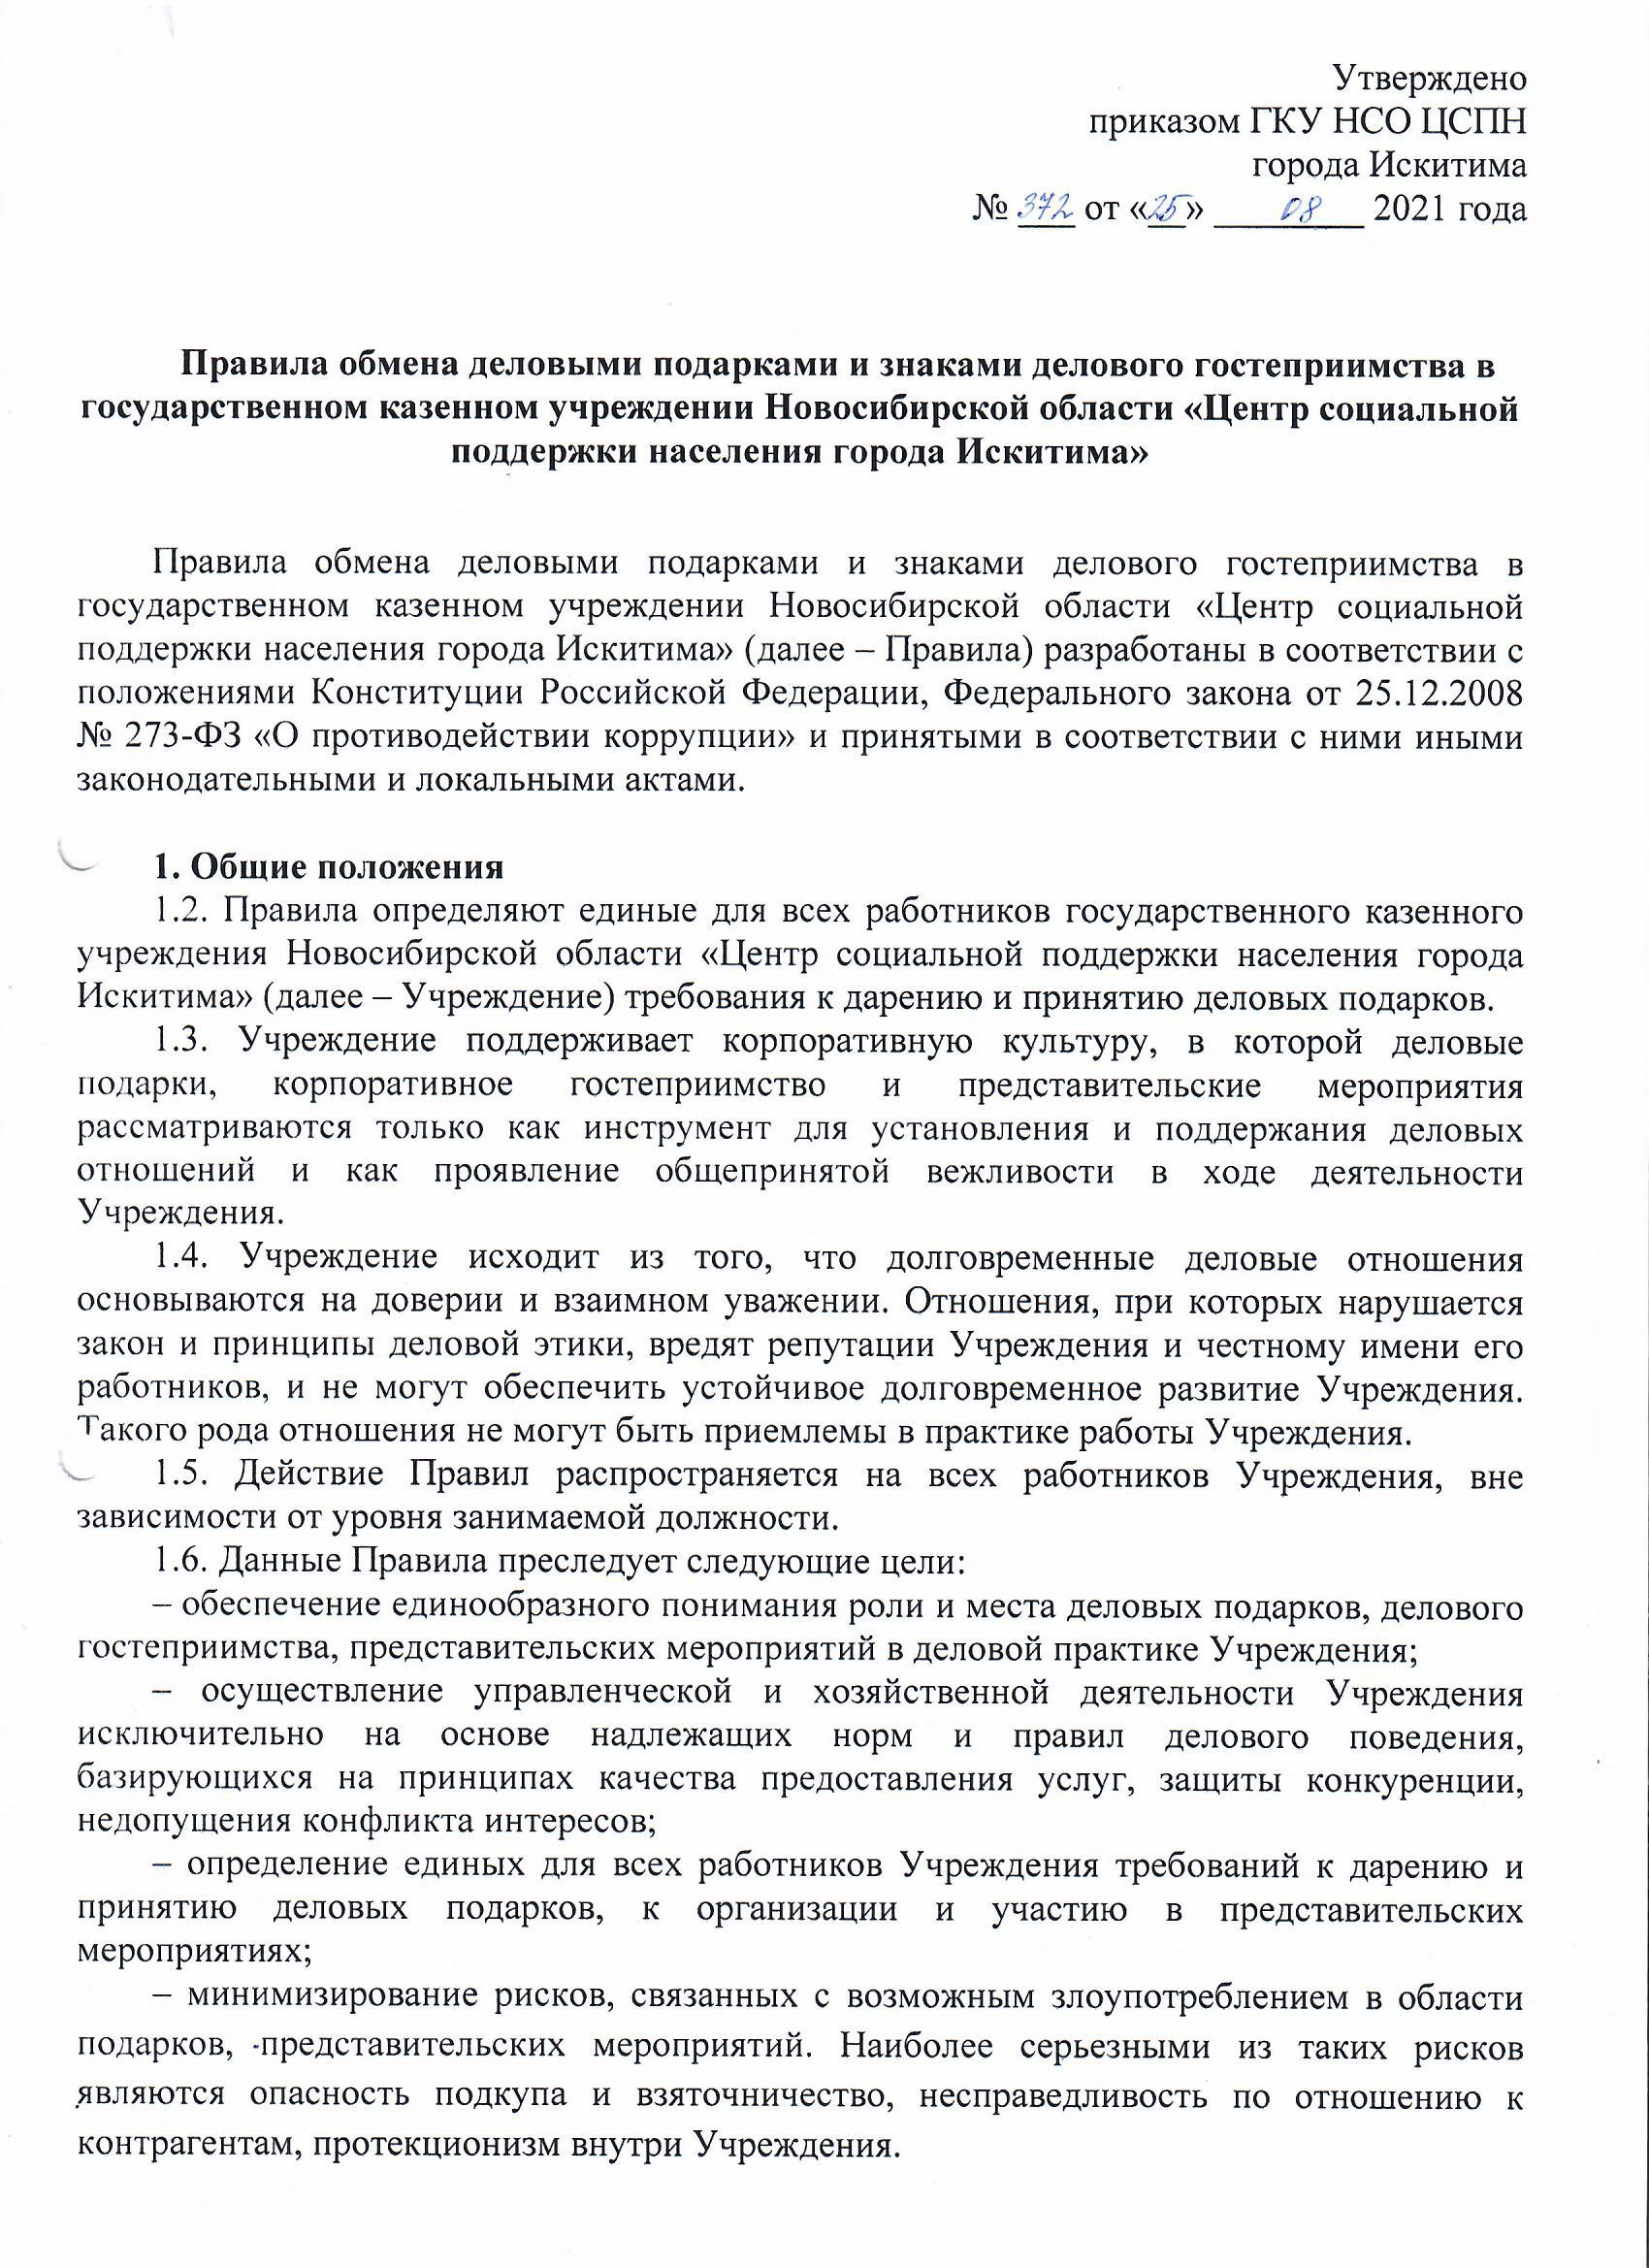 Утверждено
приказом ГКУ НСО ЦСПН
города Искитима
№ 372 от «25» 08 2021 года
Правила обмена деловыми подарками и знаками делового гостеприимства в
государственном казенном учреждении Новосибирской области «Центр социальной
поддержки населения города Искитима»
Правила обмена деловыми подарками и знаками делового гостеприимства в
государственном казенном учреждении Новосибирской области «Центр социальной
поддержки населения города Искитима» (далее – Правила) разработаны в соответствии с
положениями Конституции Российской Федерации, Федерального закона от 25.12.2008
№ 273-ФЗ «О противодействии коррупции» и принятыми в соответствии с ними иными
законодательными и локальными актами.
1. Общие положения
1.2. Правила определяют единые для всех работников государственного казенного
учреждения Новосибирской области «Центр социальной поддержки населения города
Искитима» (далее – Учреждение) требования к дарению и принятию деловых подарков.
1.3. Учреждение поддерживает корпоративную культуру, в которой деловые
подарки, корпоративное гостеприимство и представительские мероприятия
рассматриваются только как инструмент для установления и поддержания деловых
отношений и как проявление общепринятой вежливости в ходе деятельности
Учреждения.
1.4. Учреждение исходит из того, что долговременные деловые отношения
основываются на доверии и взаимном уважении. Отношения, при которых нарушается
закон и принципы деловой этики, вредят репутации Учреждения и честному имени его
работников, и не могут обеспечить устойчивое долговременное развитие Учреждения.
Такого рода отношения не могут быть приемлемы в практике работы Учреждения.
1.5. Действие Правил распространяется на всех работников Учреждения, вне
зависимости от уровня занимаемой должности.
1.6. Данные Правила преследует следующие цели:
– обеспечение единообразного понимания роли и места деловых подарков, делового
гостеприимства, представительских мероприятий в деловой практике Учреждения;
– осуществление управленческой и хозяйственной деятельности Учреждения
исключительно на основе надлежащих норм и правил делового поведения,
базирующихся на принципах качества предоставления услуг, защиты конкуренции,
недопущения конфликта интересов;
– определение единых для всех работников Учреждения требований к дарению и
принятию деловых подарков, к организации и участию в представительских
мероприятиях;
– минимизирование рисков, связанных с возможным злоупотреблением в области
подарков, представительских мероприятий. Наиболее серьезными из таких рисков
являются опасность подкупа и взяточничество, несправедливость по отношению к
контрагентам, протекционизм внутри Учреждения.